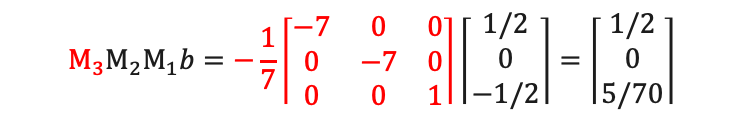 M₃M₂M₁b = −1/7 [−7 0 0; 0 −7 0; 0 0 1] [1/2; 0; −1/2] = [1/2; 0; 5/70]